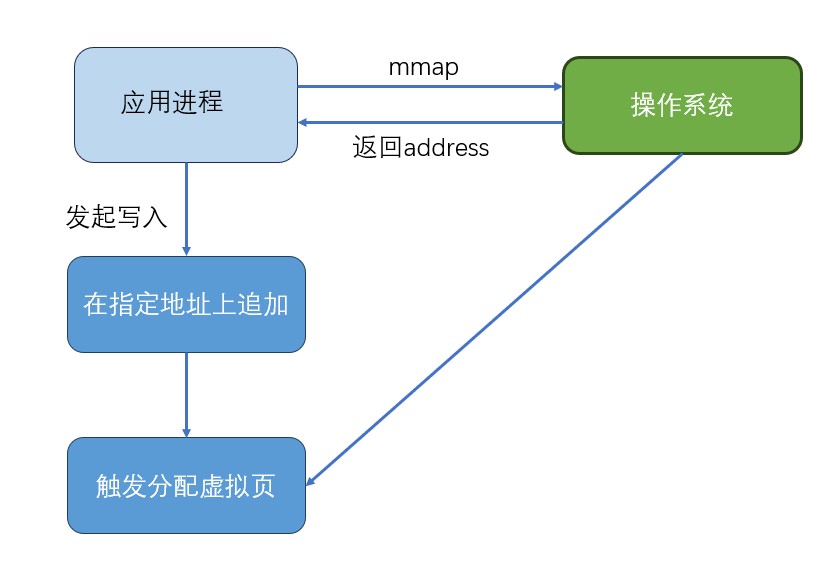 应用进程
mmap
操作系统
返回address
发起写入
在指定地址上追加
触发分配虚拟页